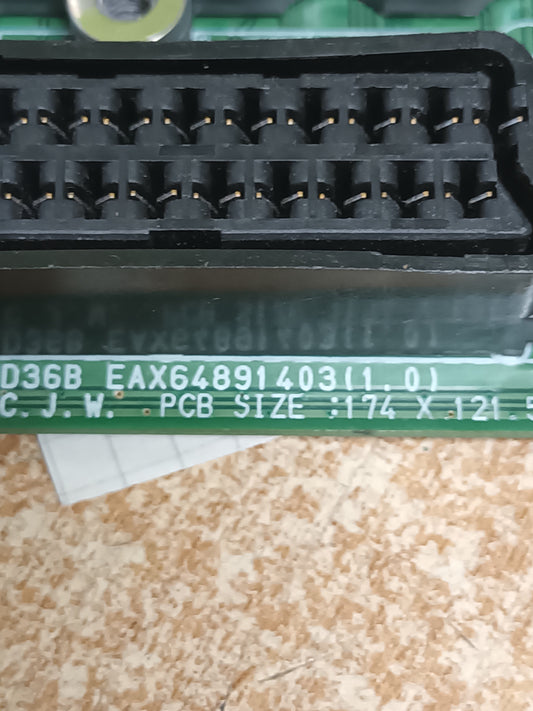 D36B EAX64891403(1.0)
C.J.W. PCB SIZE :174 X 121.5